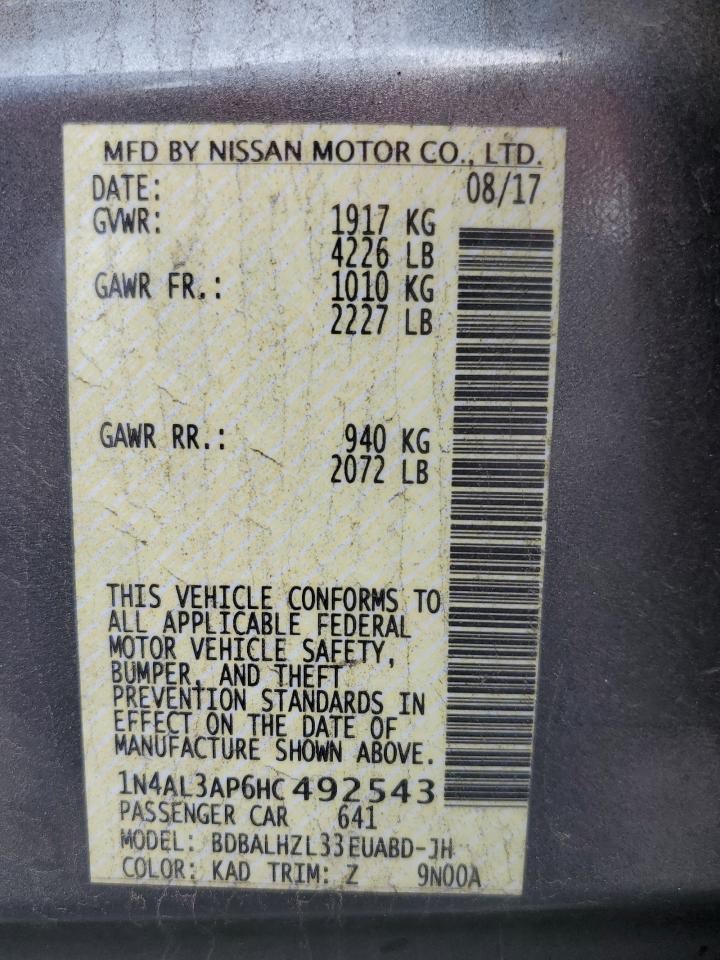 MFD BY NISSAN MOTOR CO., LTD.
DATE: 08/17
GVWR: 1917 KG
4226 LB
GAWR FR.: 1010 KG
2227 LB
GAWR RR.: 940 KG
2072 LB
THIS VEHICLE CONFORMS TO
ALL APPLICABLE FEDERAL
MOTOR VEHICLE SAFETY,
BUMPER, AND THEFT
PREVENTION STANDARDS IN
EFFECT ON THE DATE OF
MANUFACTURE SHOWN ABOVE.
1N4AL3AP6HC492543
PASSENGER CAR 641
MODEL: BDBALHZL33EUABD-JH
COLOR: KAD TRIM: Z 9N00A